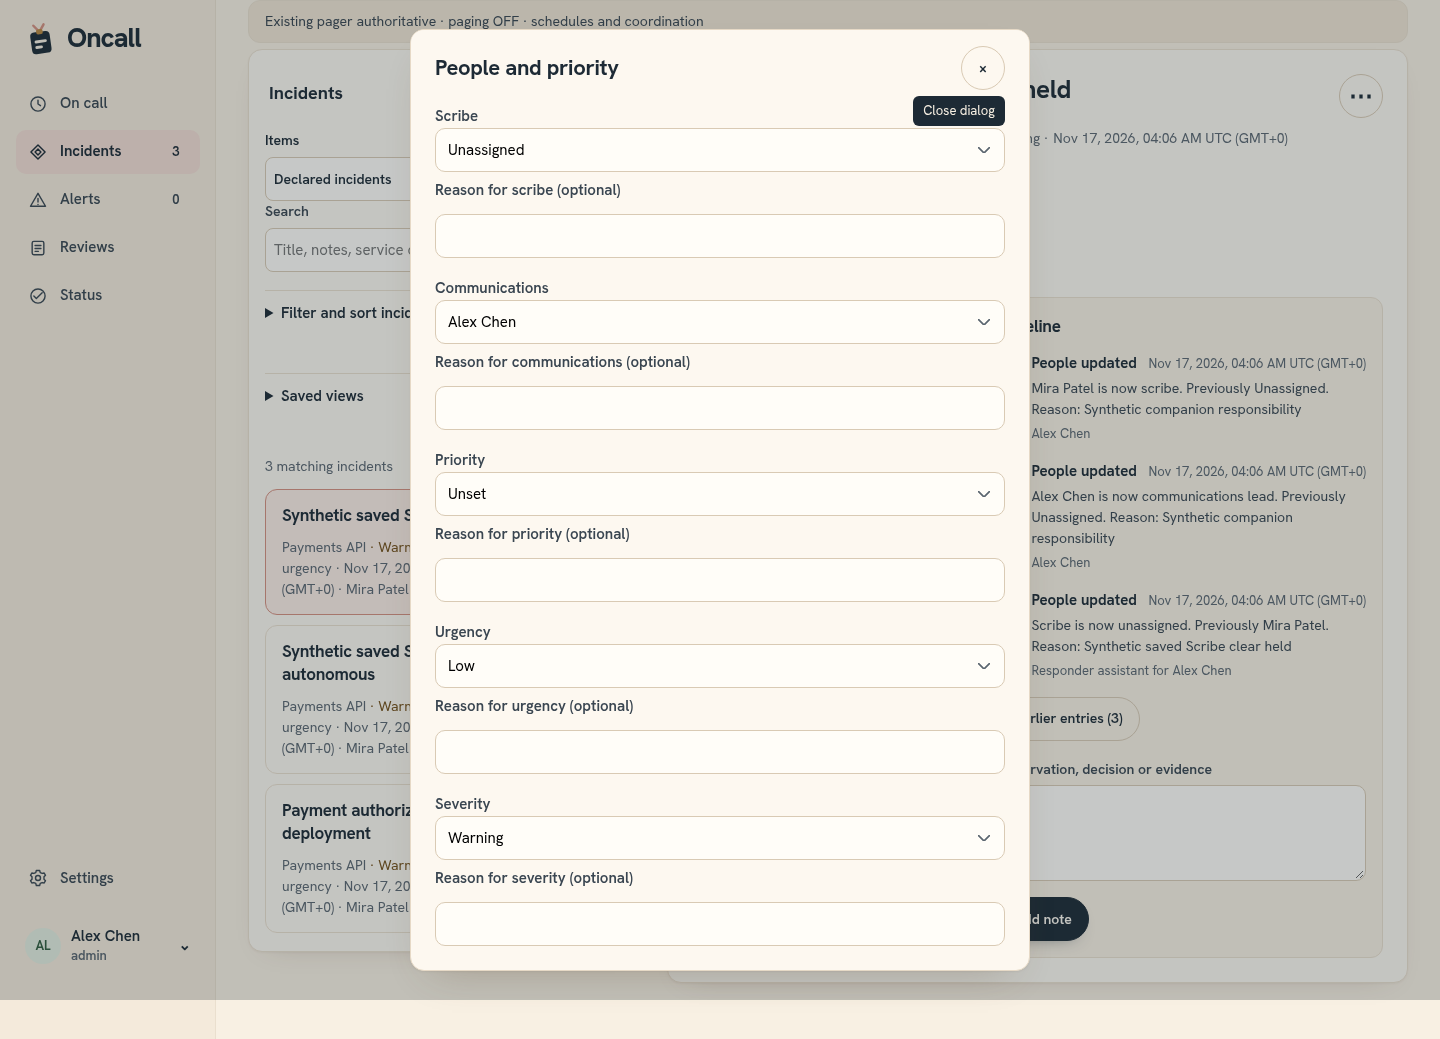 Oncall
On call
Incidents 3
Alerts 0
Reviews
Status
Settings
AL
Alex Chen
admin
Existing pager authoritative · paging OFF · schedules and coordination
Incidents
Items
Declared incidents
Search
Title, notes, service
Filter and sort
Saved views
3 matching incidents
Synthetic saved S
Payments API · Warn
urgency · Nov 17, 20
(GMT+0) · Mira Patel
Synthetic saved S
autonomous
Payments API · Warn
urgency · Nov 17, 20
(GMT+0) · Mira Patel
Payment authoriz
deployment
Payments API · Warn
urgency · Nov 17, 20
(GMT+0) · Mira Patel
People and priority
×
Close dialog
Scribe
Unassigned
Reason for scribe (optional)
Communications
Alex Chen
Reason for communications (optional)
Priority
Unset
Reason for priority (optional)
Urgency
Low
Reason for urgency (optional)
Severity
Warning
Reason for severity (optional)
held
ng · Nov 17, 2026, 04:06 AM UTC (GMT+0)
eline
People updated Nov 17, 2026, 04:06 AM UTC (GMT+0)
Mira Patel is now scribe. Previously Unassigned.
Reason: Synthetic companion responsibility
Alex Chen
People updated Nov 17, 2026, 04:06 AM UTC (GMT+0)
Alex Chen is now communications lead. Previously
Unassigned. Reason: Synthetic companion
responsibility
Alex Chen
People updated Nov 17, 2026, 04:06 AM UTC (GMT+0)
Scribe is now unassigned. Previously Mira Patel.
Reason: Synthetic saved Scribe clear held
Responder assistant for Alex Chen
rlier entries (3)
rvation, decision or evidence
d note